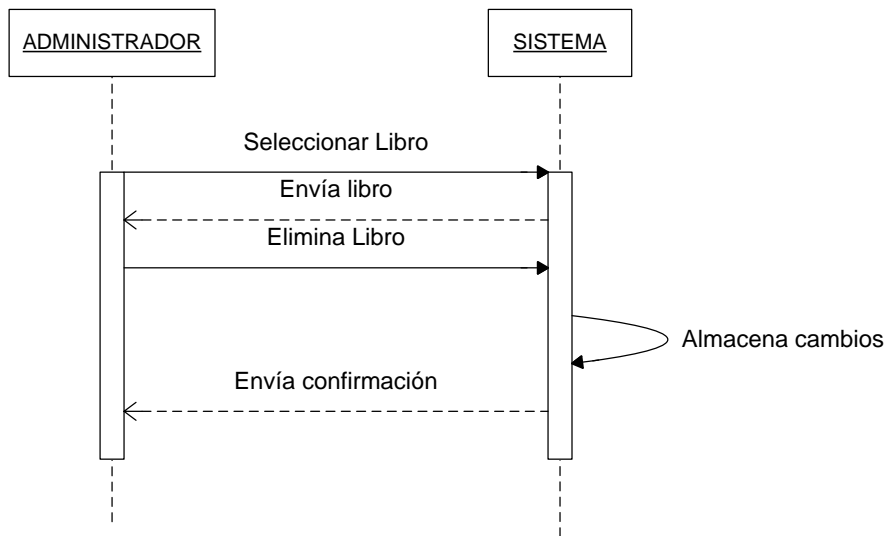 ADMINISTRADOR
SISTEMA
Seleccionar Libro
Envía libro
Elimina Libro
Almacena cambios
Envía confirmación